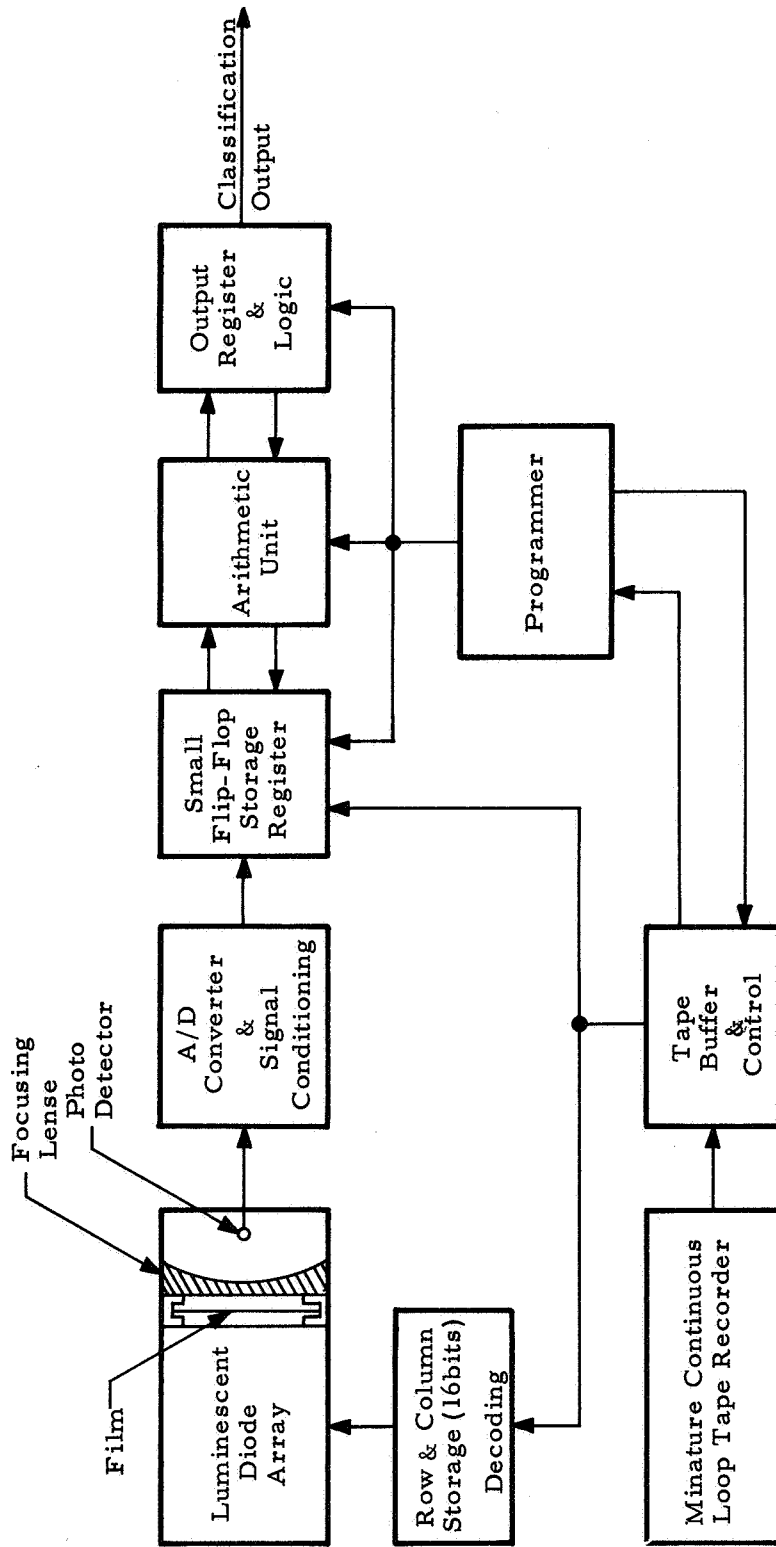 Film
Focusing
Lense
Photo
Detector
Luminescent
Diode
Array
A/D
Converter
&
Signal
Conditioning
Small
Flip-Flop
Storage
Register
Arithmetic
Unit
Output
Register
&
Logic
Classification
Output
Row & Column
Storage (16bits)
Decoding
Programmer
Minature Continuous
Loop Tape Recorder
Tape
Buffer
&
Control